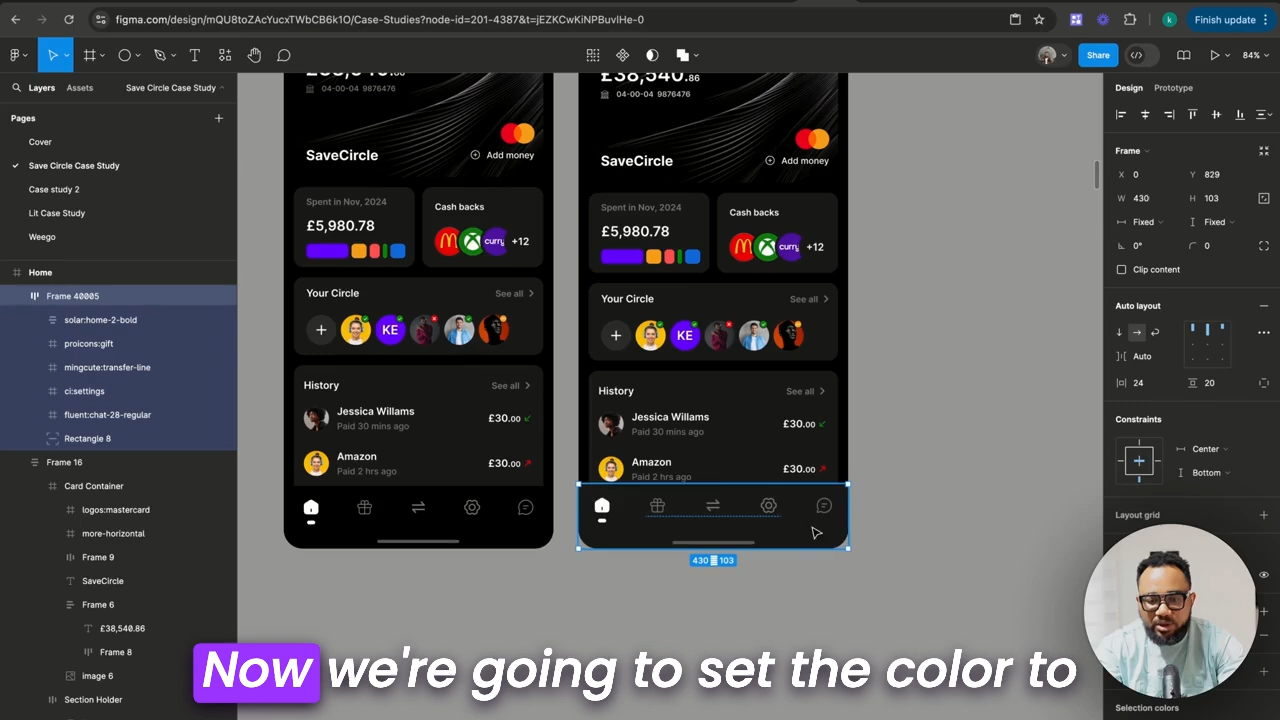 figma.com/design/mQU8toZAcYucxTWbCB6k1O/Case-Studies?node-id=201-4387&t=jEZKCwKiNPBuvlHe-0
Finish update
Share
84%
Layers
Assets
Save Circle Case Study
Pages
Cover
Save Circle Case Study
Case study 2
Lit Case Study
Weego
Home
Frame 40005
solar:home-2-bold
proicons:gift
mingcute:transfer-line
ci:settings
fluent:chat-28-regular
Rectangle 8
Frame 16
Card Container
logos:mastercard
more-horizontal
Frame 9
SaveCircle
Frame 6
£38,540.86
Frame 8
image 6
Section Holder
04-00-04 9876476
SaveCircle
Add money
Spent in Nov, 2024
£5,980.78
Cash backs
curry
+12
Your Circle
See all
KE
History
See all
Jessica Willams
Paid 30 mins ago
£30.00
Amazon
Paid 2 hrs ago
£30.00
£38,540.86
04-00-04 9876476
SaveCircle
Add money
Spent in Nov, 2024
£5,980.78
Cash backs
curry
+12
Your Circle
See all
KE
History
See all
Jessica Willams
Paid 30 mins ago
£30.00
Amazon
Paid 2 hrs ago
£30.00
430
103
Design
Prototype
Frame
X 0
Y 829
W 430
H 103
Fixed
Fixed
0°
0
Clip content
Auto layout
Auto
24
20
Constraints
Center
Bottom
Layout grid
Selection colors
Now we're going to set the color to